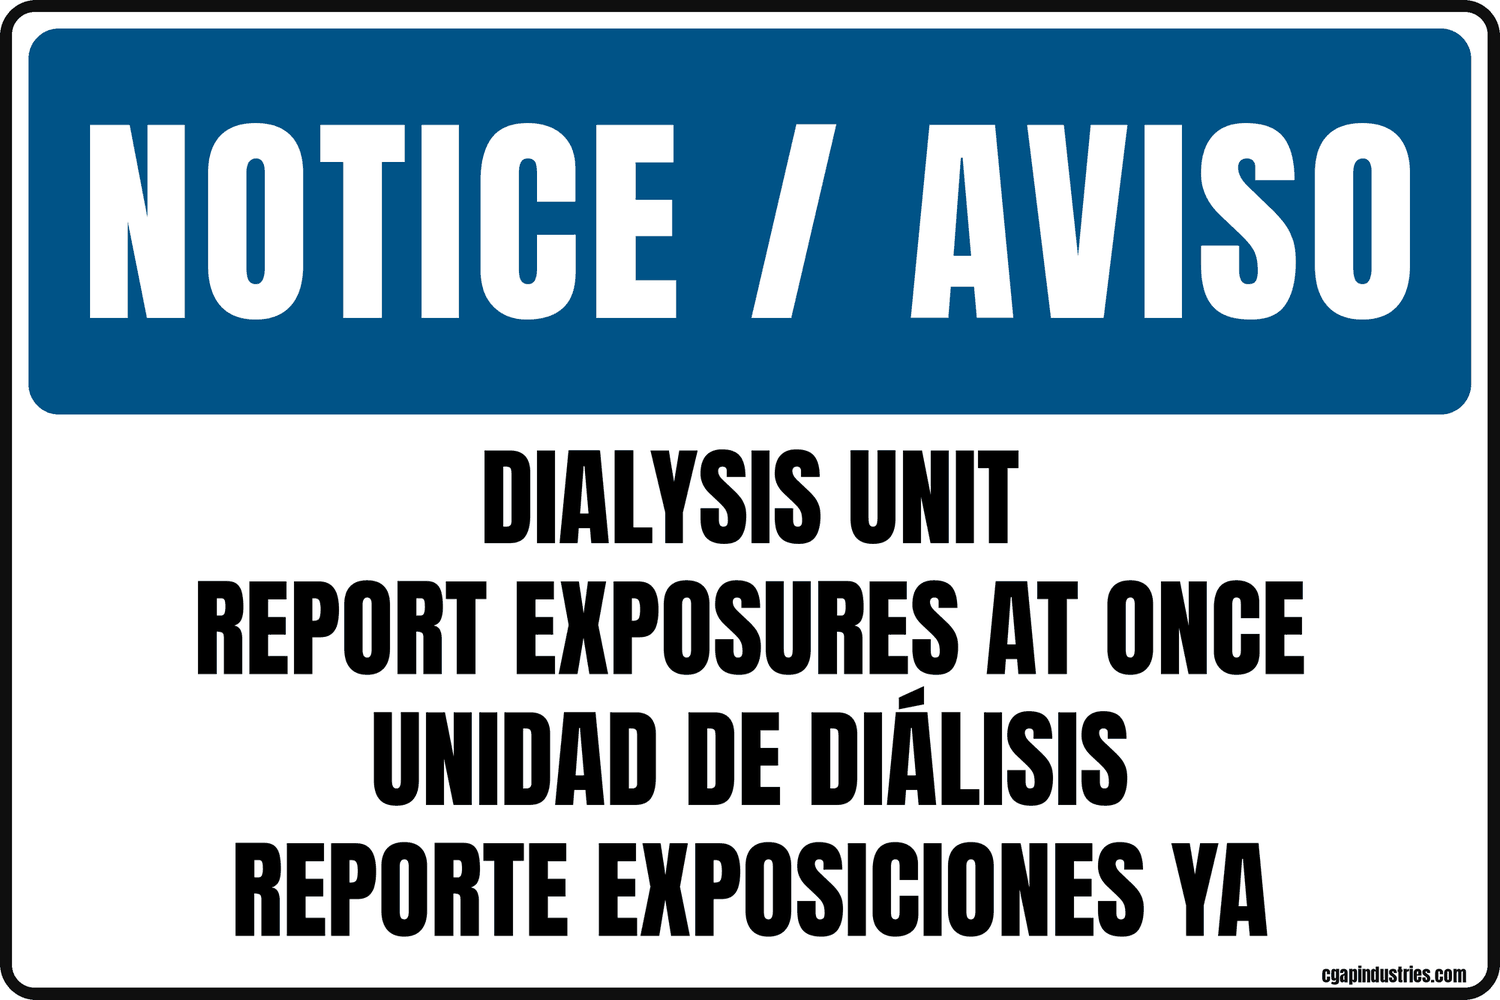 NOTICE / AVISO
DIALYSIS UNIT
REPORT EXPOSURES AT ONCE
UNIDAD DE DIÁLISIS
REPORTE EXPOSICIONES YA
cgapindustries.com